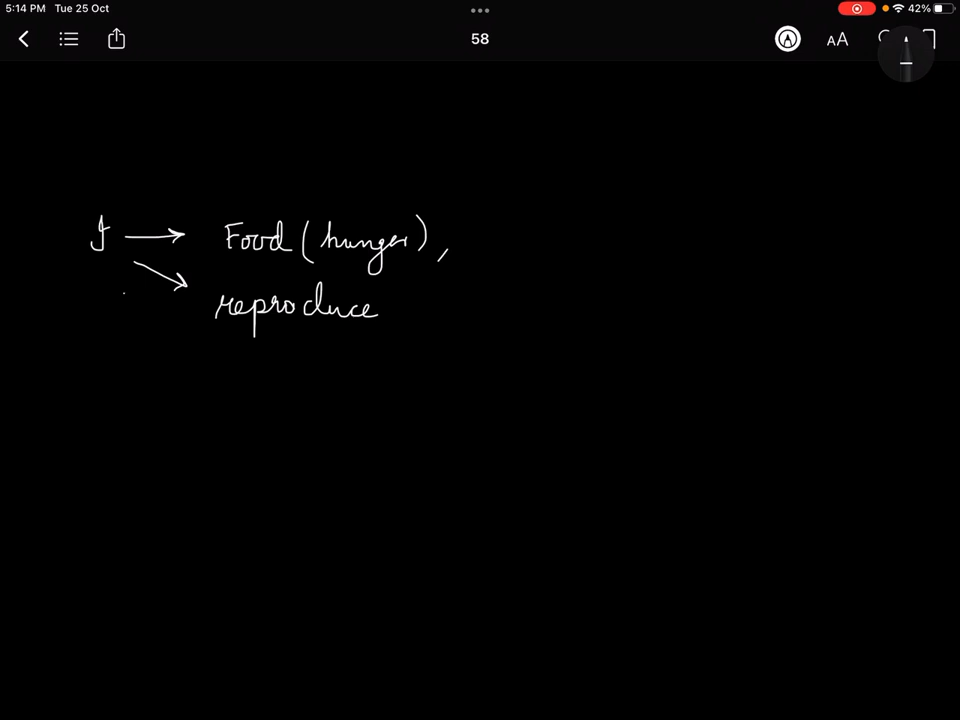 5:14 PM Tue 25 Oct
42%
58
AA
I → Food (hunger),
reproduce